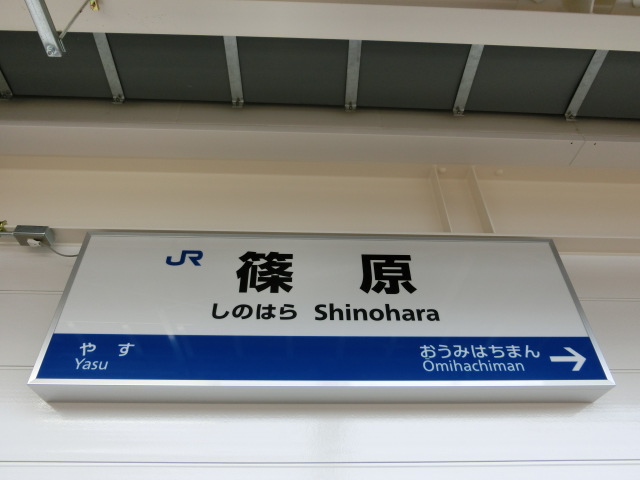 JR 篠原
しのはら Shinohara
やす
Yasu
おうみはちまん →
Omihachiman